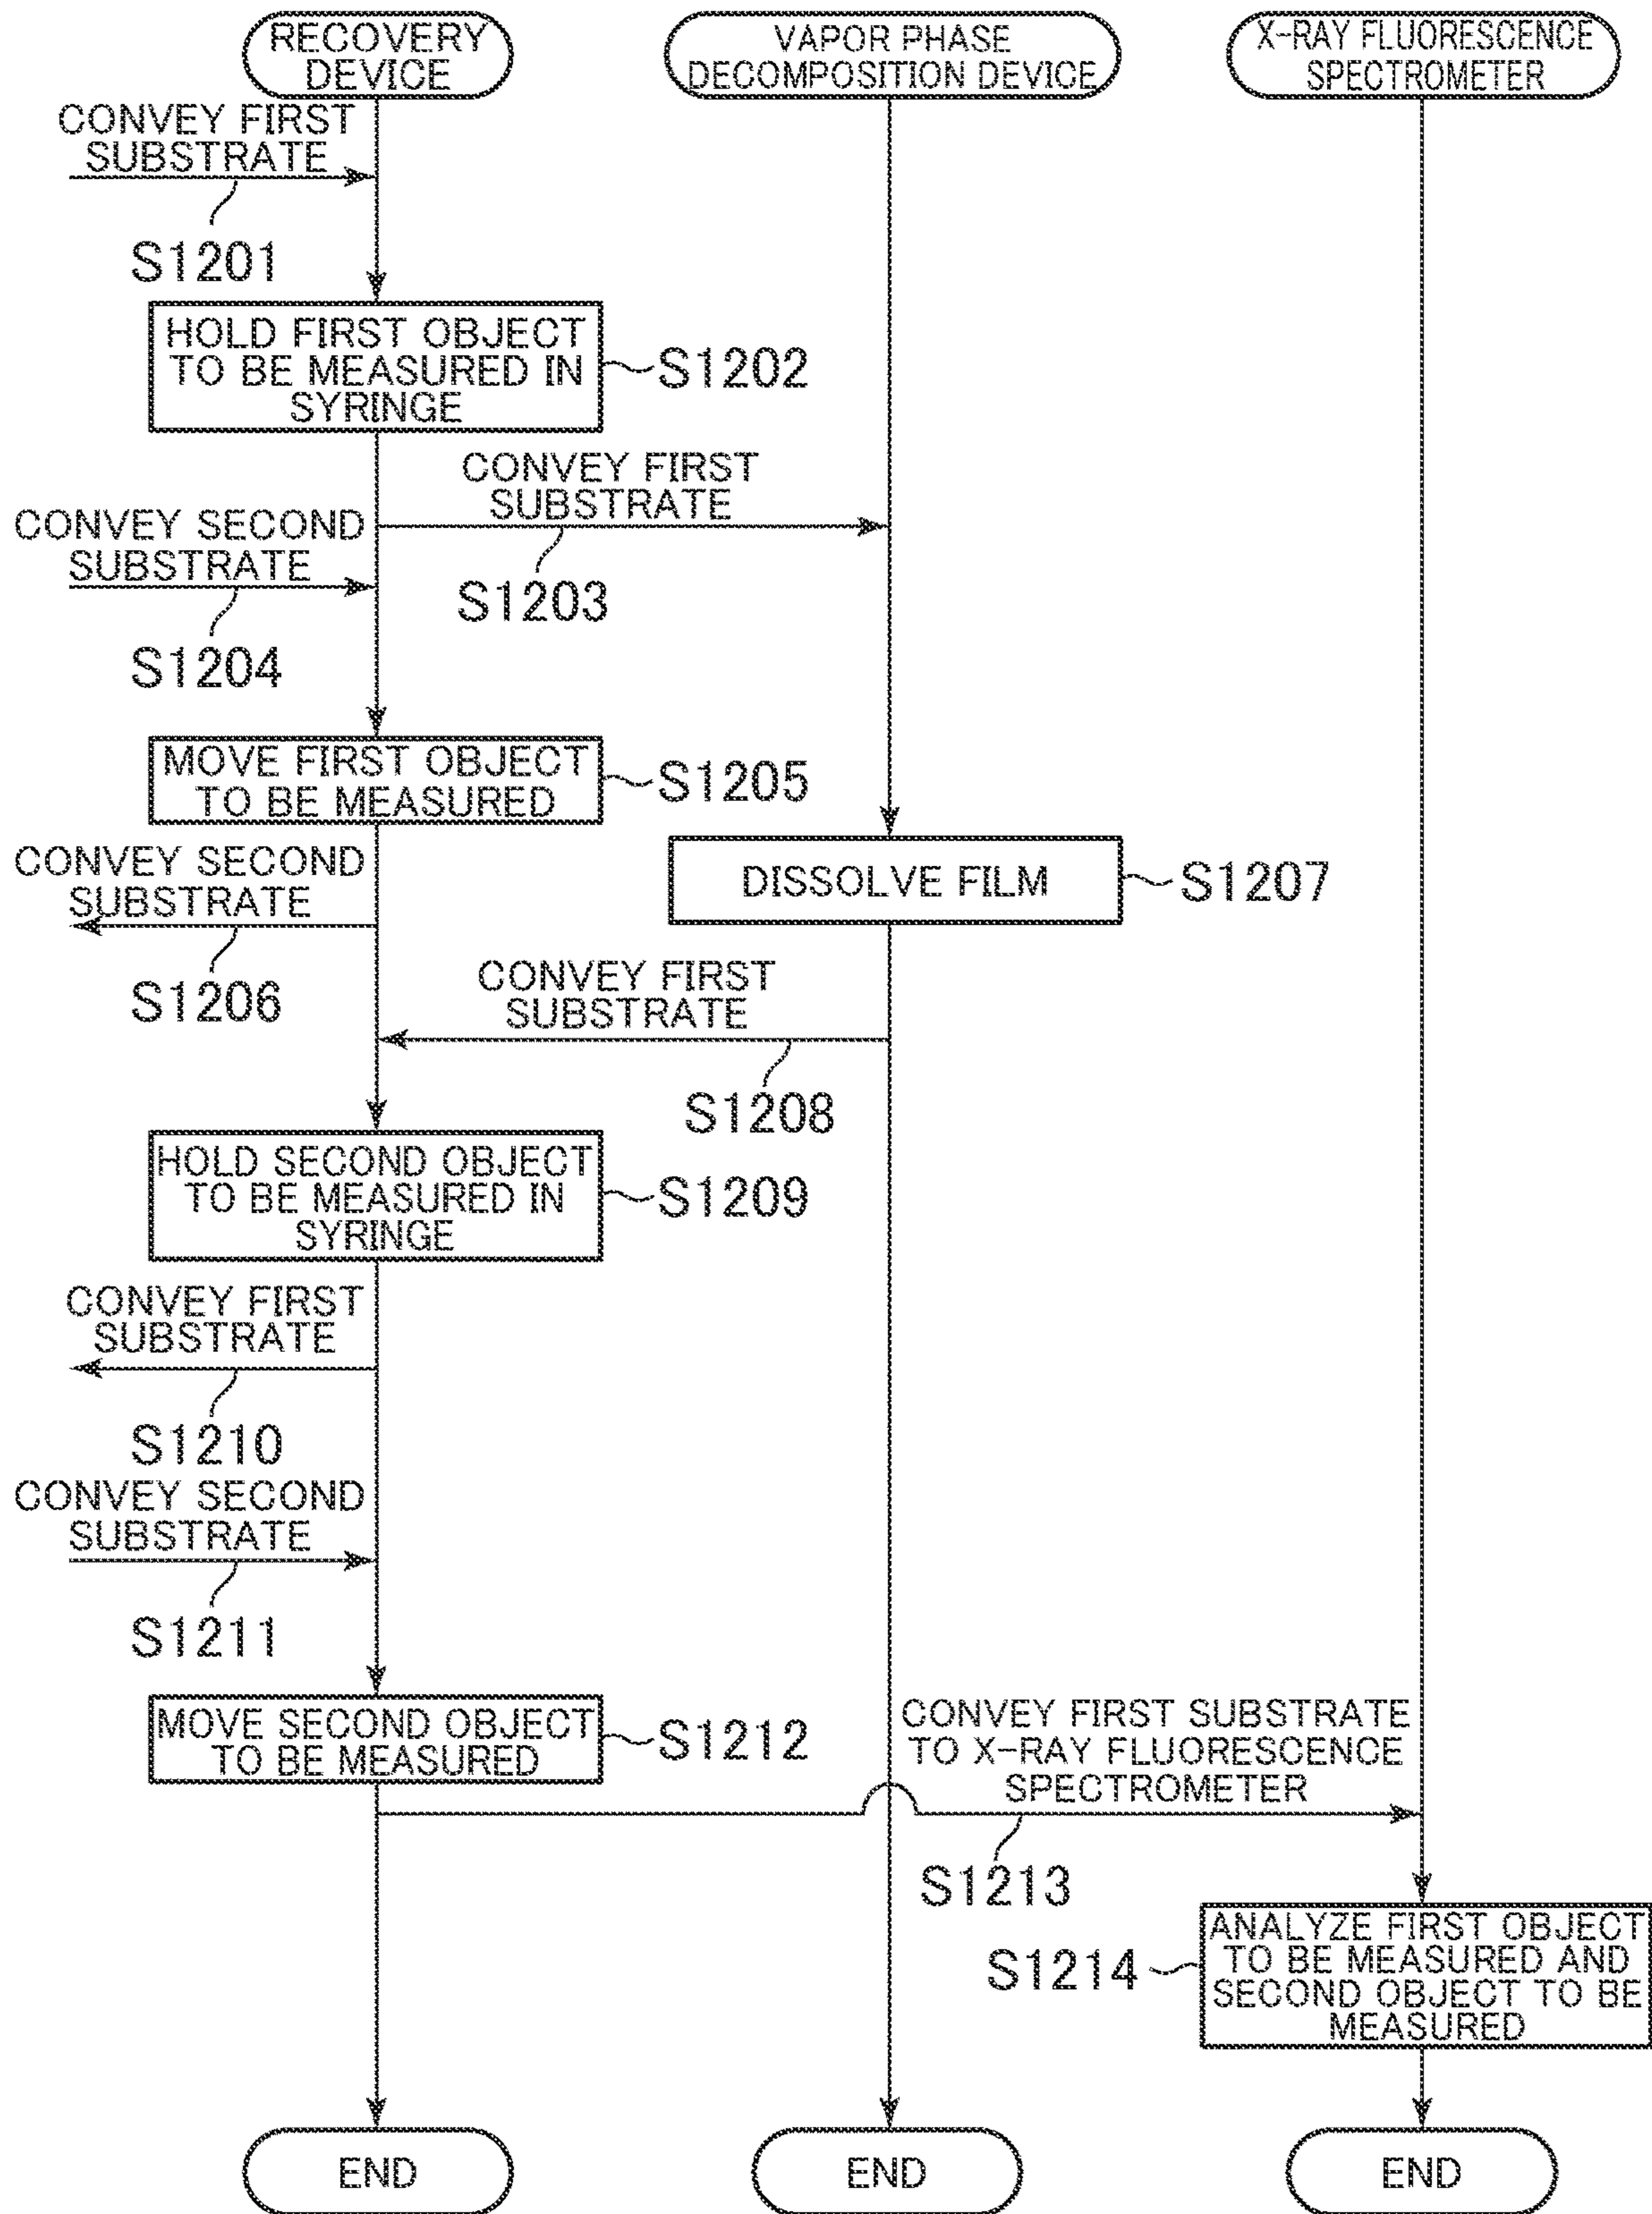 RECOVERY
DEVICE
VAPOR PHASE
DECOMPOSITION DEVICE
X-RAY FLUORESCENCE
SPECTROMETER
CONVEY FIRST
SUBSTRATE
S1201
HOLD FIRST OBJECT
TO BE MEASURED IN
SYRINGE
S1202
CONVEY FIRST
SUBSTRATE
S1203
CONVEY SECOND
SUBSTRATE
S1204
MOVE FIRST OBJECT
TO BE MEASURED
S1205
CONVEY SECOND
SUBSTRATE
S1206
DISSOLVE FILM
S1207
CONVEY FIRST
SUBSTRATE
S1208
HOLD SECOND OBJECT
TO BE MEASURED IN
SYRINGE
S1209
CONVEY FIRST
SUBSTRATE
S1210
CONVEY SECOND
SUBSTRATE
S1211
MOVE SECOND OBJECT
TO BE MEASURED
S1212
CONVEY FIRST SUBSTRATE
TO X-RAY FLUORESCENCE
SPECTROMETER
S1213
ANALYZE FIRST OBJECT
TO BE MEASURED AND
SECOND OBJECT TO BE
MEASURED
S1214
END
END
END